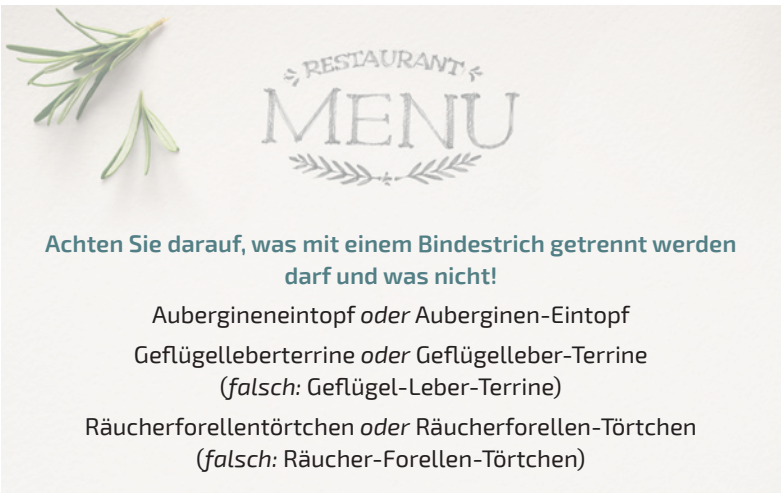 RESTAURANT
MENU
Achten Sie darauf, was mit einem Bindestrich getrennt werden
darf und was nicht!
Aubergineneintopf oder Auberginen-Eintopf
Geflügelleberterrine oder Geflügelleber-Terrine
(falsch: Geflügel-Leber-Terrine)
Räucherforellentörtchen oder Räucherforellen-Törtchen
(falsch: Räucher-Forellen-Törtchen)